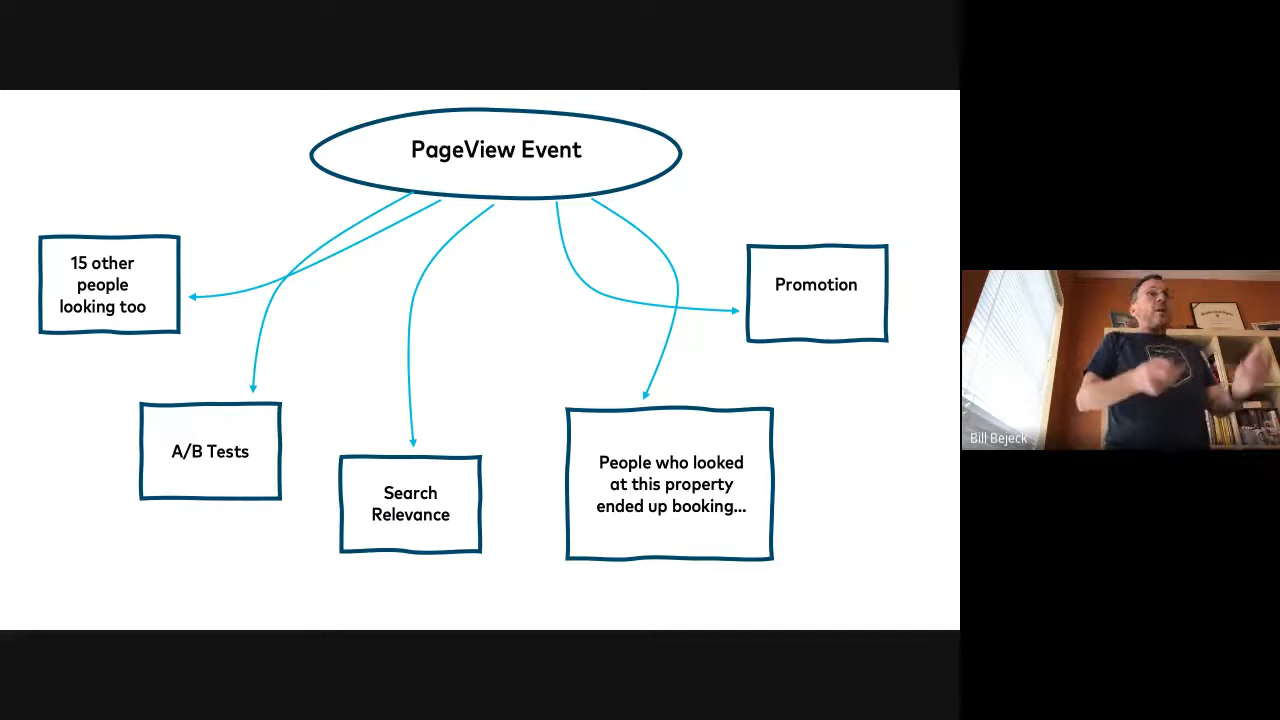 PageView Event
15 other
people
looking too
Promotion
A/B Tests
Search
Relevance
People who looked
at this property
ended up booking...
Bill Bejeck